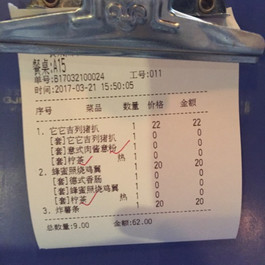 餐桌:A15
单号:B17032100024 工号:011
时间:2017-03-21 15:50:05
序号 菜品 数量 价格 金额
1. 它它吉列猪扒 1 22 22
[套]它它吉列猪扒 1 0 0
[套]意式肉酱意粉 1 0 0
[套]柠茶 热 1 0 0
2. 蜂蜜照烧鸡翼 1 20 20
[套]德式香肠 1 0 0
[套]蜂蜜照烧鸡翼 1 0 0
[套]柠茶 热 1 0 0
3. 炸薯条 1 20 20
总数量:9.00 金额:62.00